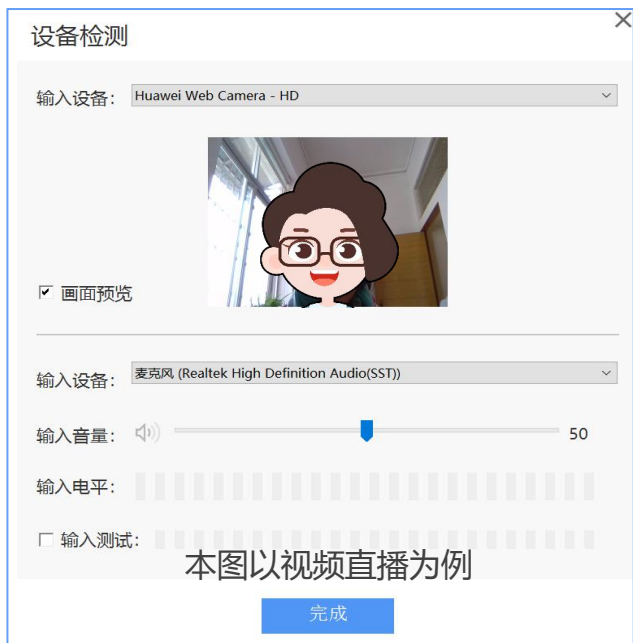 设备检测
输入设备: Huawei Web Camera - HD
画面预览
输入设备: 麦克风 (Realtek High Definition Audio(SST))
输入音量: 50
输入电平:
输入测试:
本图以视频直播为例
完成